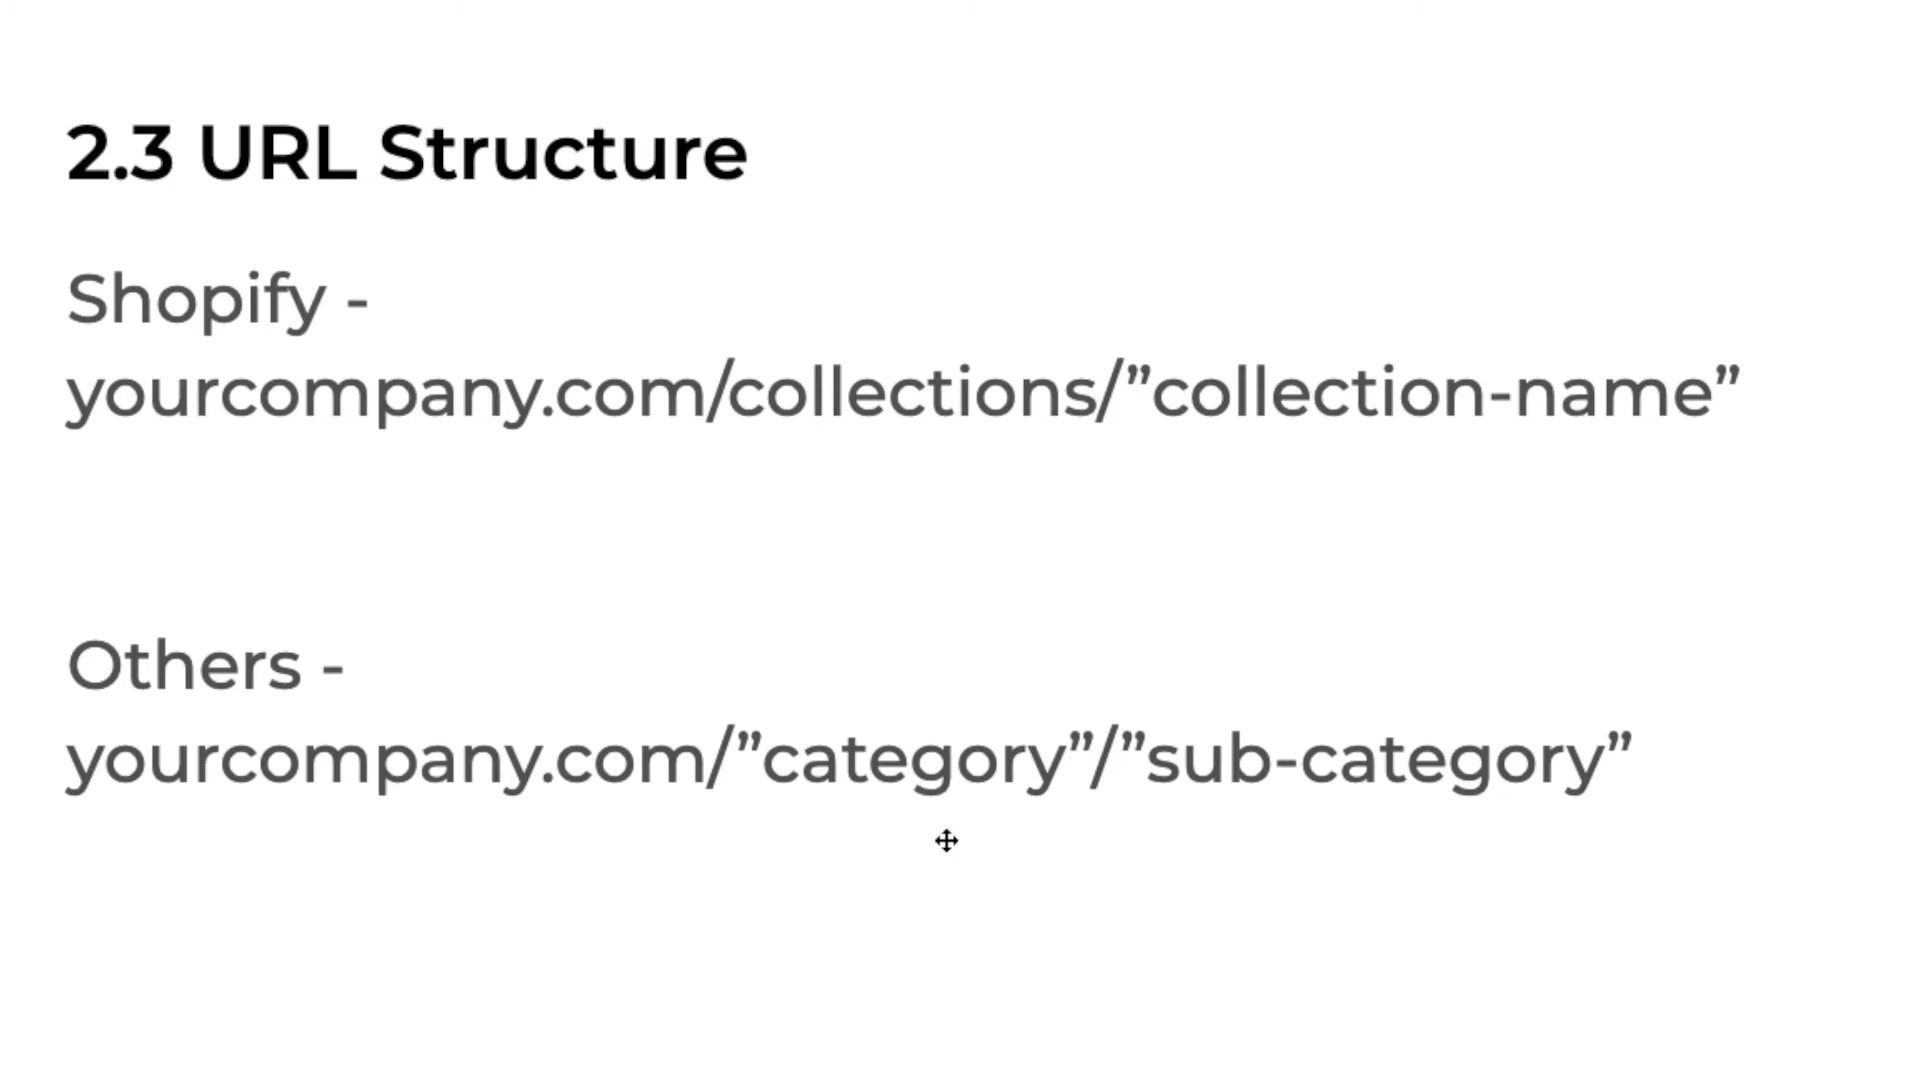 2.3 URL Structure
Shopify -
yourcompany.com/collections/”collection-name”
Others -
yourcompany.com/”category”/”sub-category”